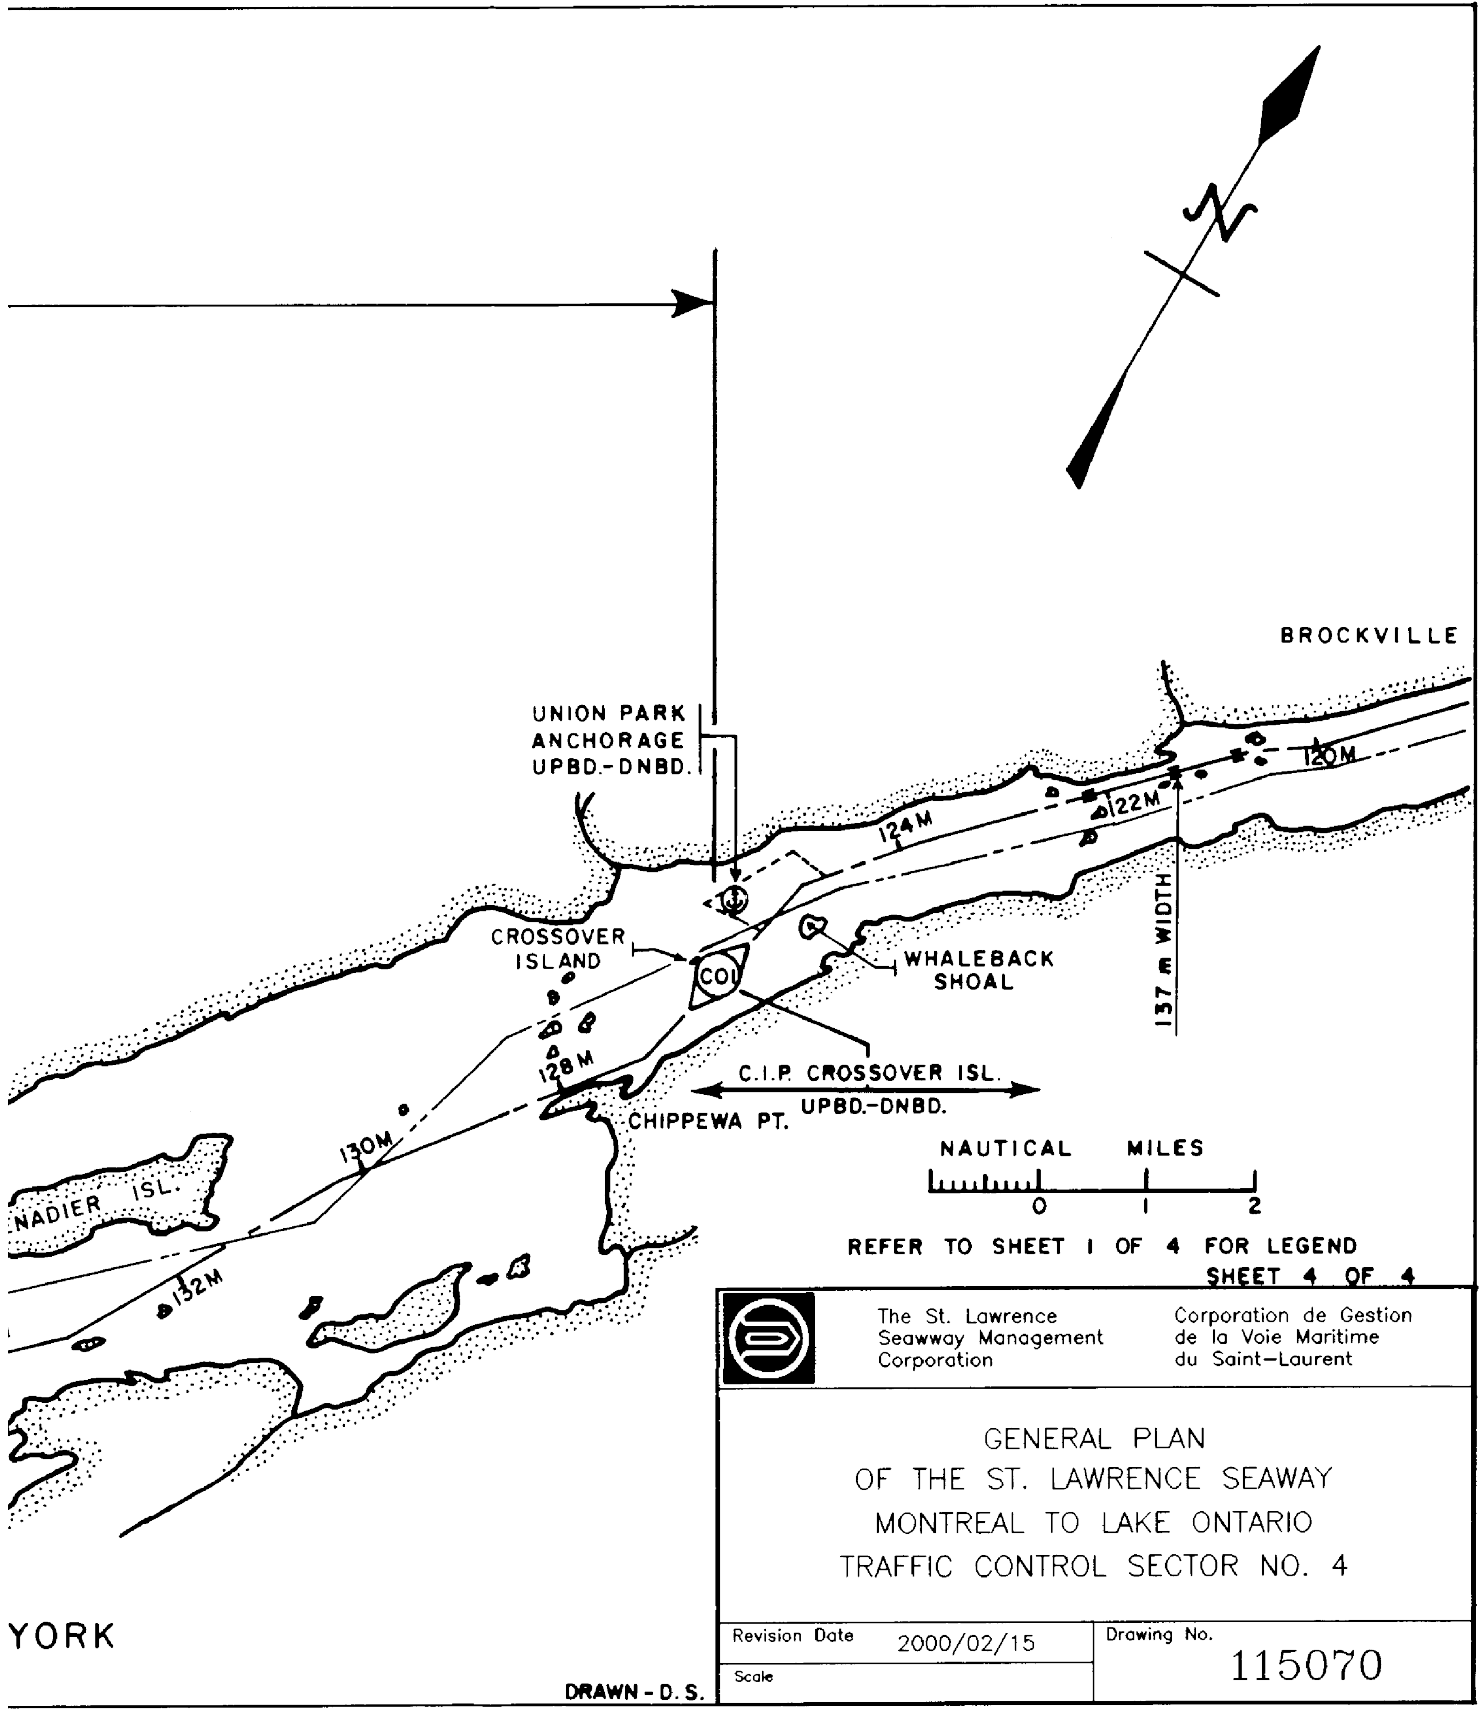 N
BROCKVILLE
UNION PARK
ANCHORAGE
UPBD.-DNBD.
120M
122M
124M
137 m WIDTH
CROSSOVER
ISLAND
COI
WHALEBACK
SHOAL
128M
C.I.P. CROSSOVER ISL.
UPBD.-DNBD.
CHIPPEWA PT.
130M
NADIER ISL.
132M
NAUTICAL MILES
0 1 2
REFER TO SHEET 1 OF 4 FOR LEGEND
SHEET 4 OF 4
The St. Lawrence
Seawway Management
Corporation
Corporation de Gestion
de la Voie Maritime
du Saint-Laurent
GENERAL PLAN
OF THE ST. LAWRENCE SEAWAY
MONTREAL TO LAKE ONTARIO
TRAFFIC CONTROL SECTOR NO. 4
YORK
Revision Date 2000/02/15
Drawing No.
115070
Scale
DRAWN - D.S.